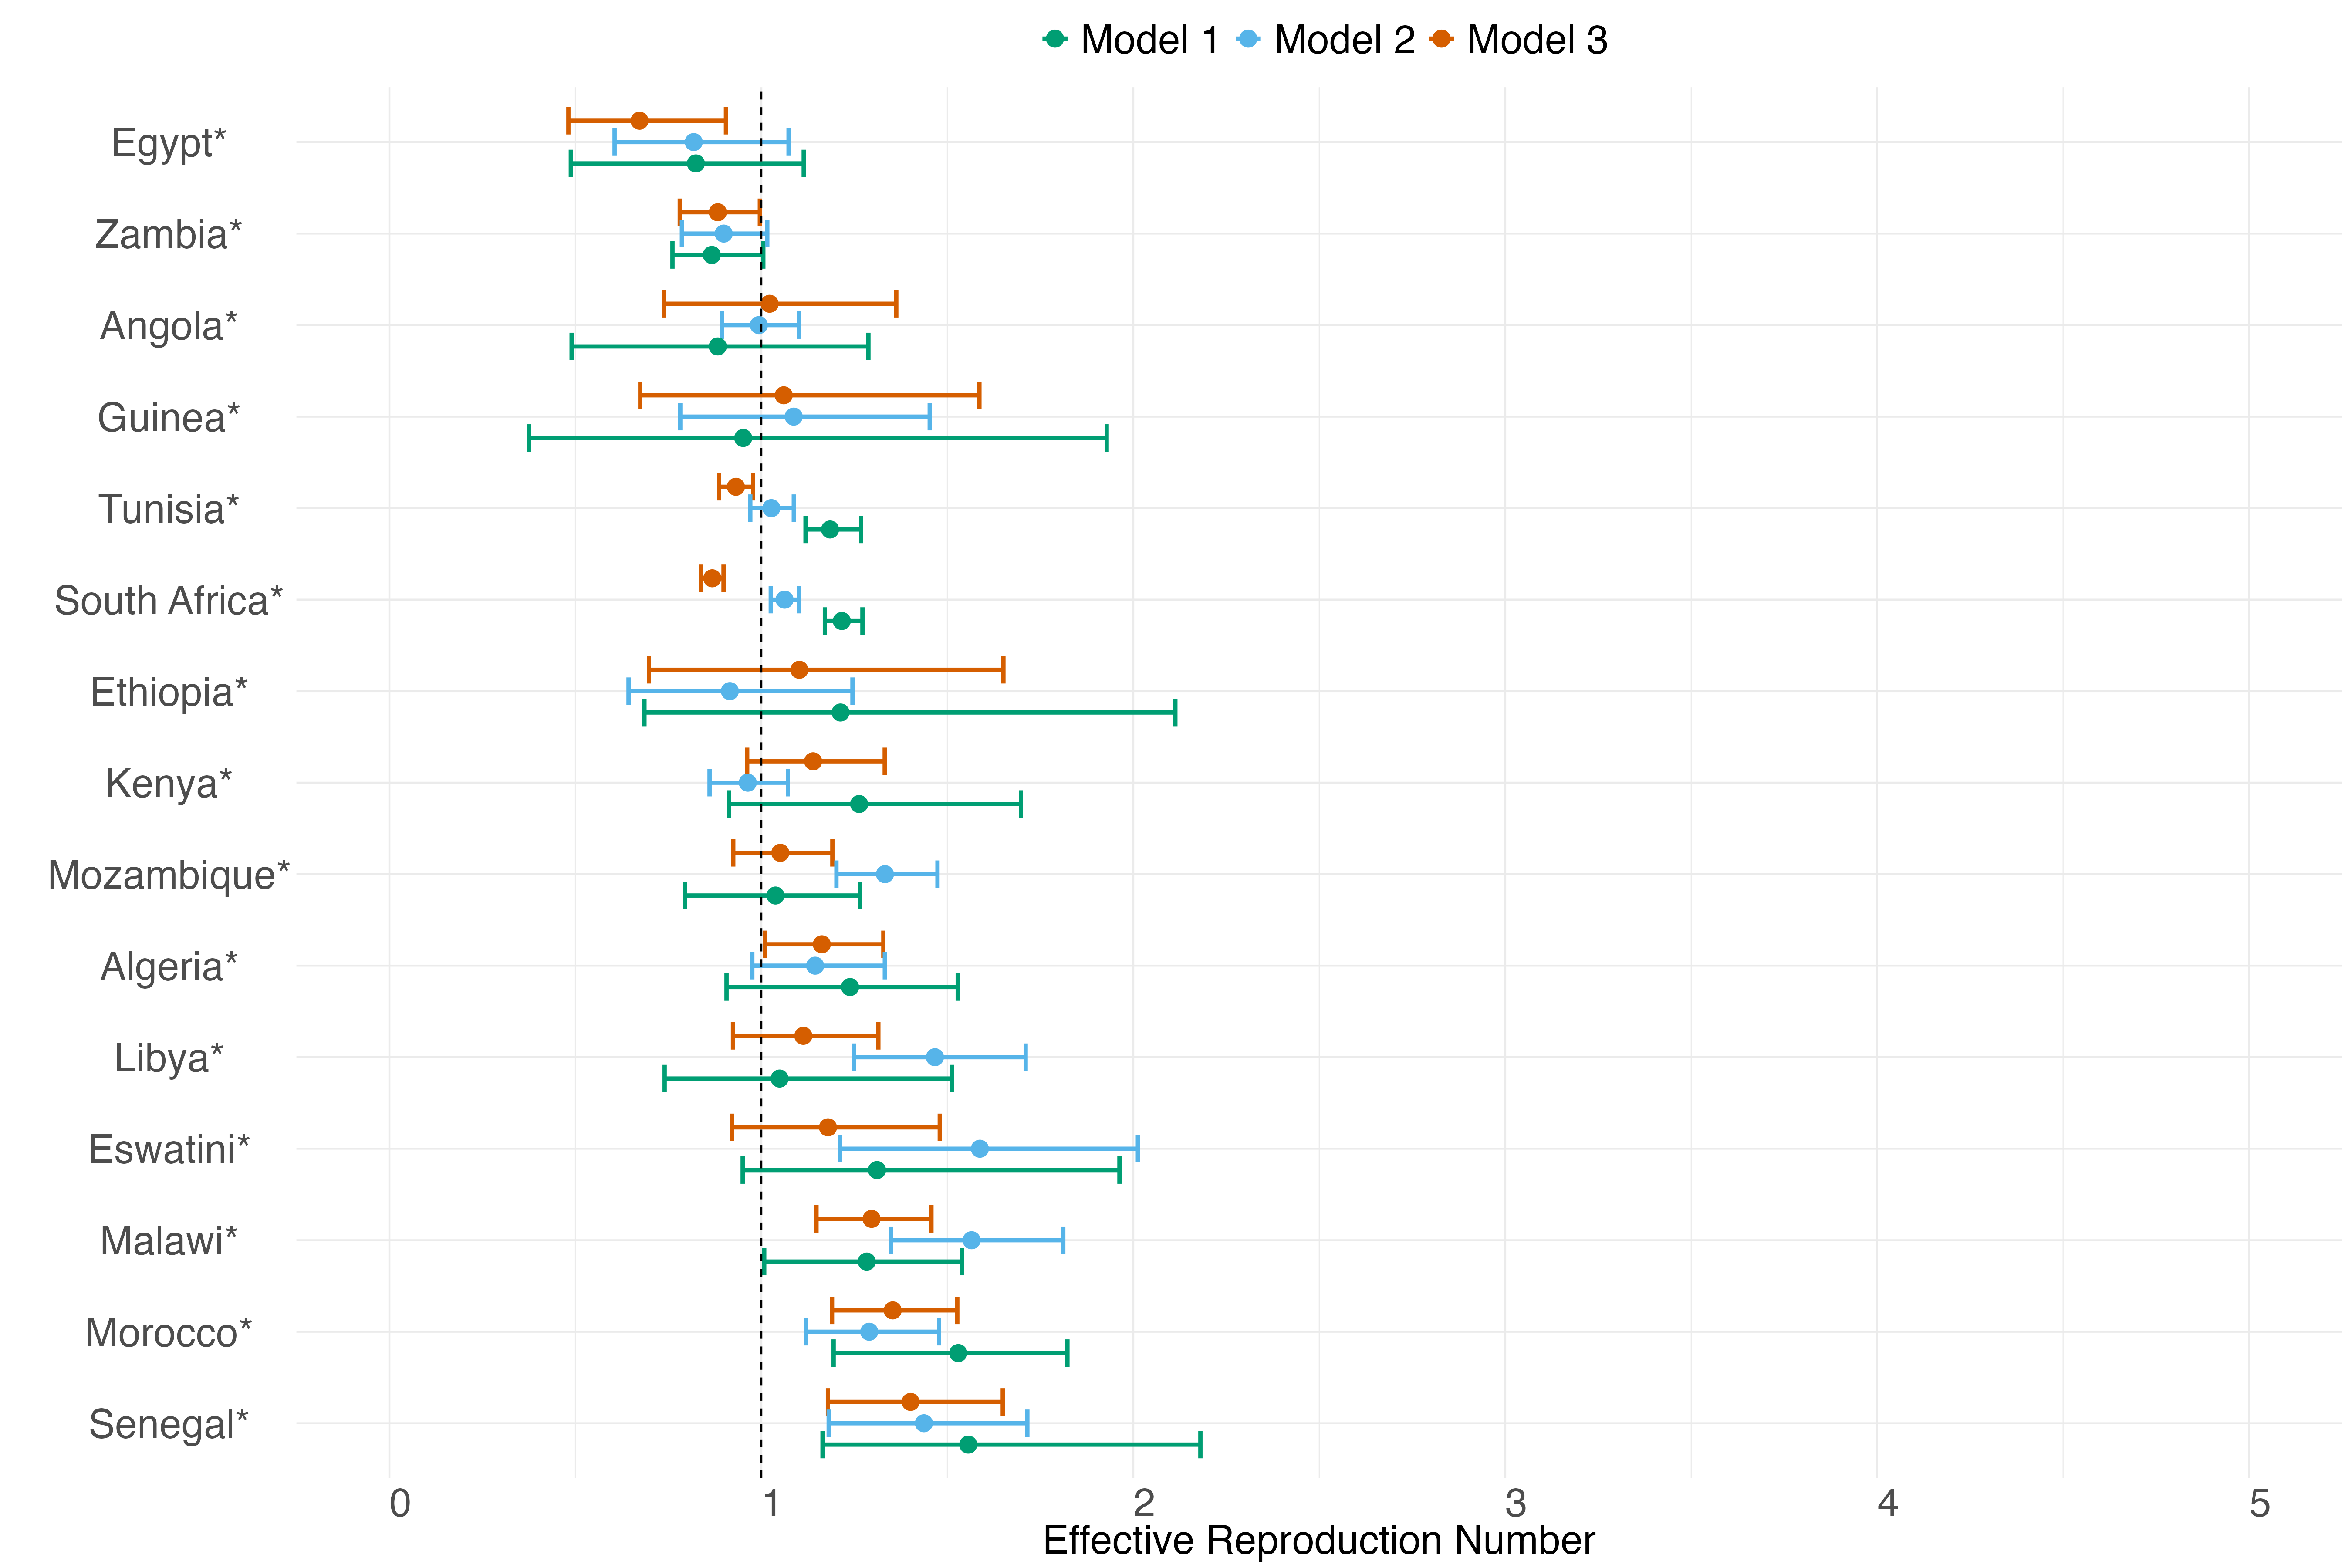 Model 1 Model 2 Model 3
Egypt*
Zambia*
Angola*
Guinea*
Tunisia*
South Africa*
Ethiopia*
Kenya*
Mozambique*
Algeria*
Libya*
Eswatini*
Malawi*
Morocco*
Senegal*
0 1 2 3 4 5
Effective Reproduction Number